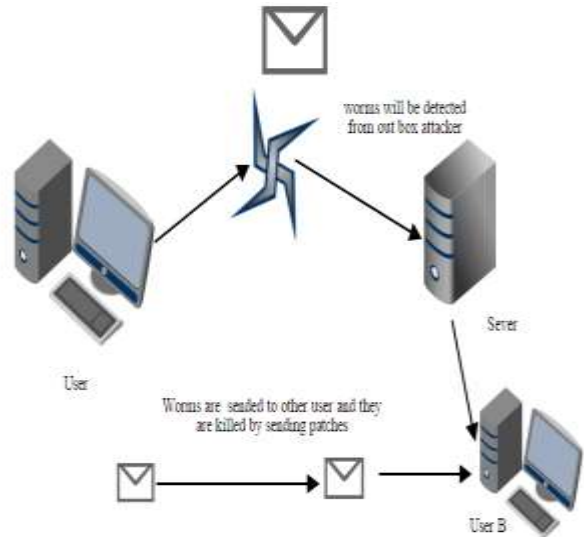 worms will be detected
from out box attacker
Sever
User
Worms are sended to other user and they
are killed by sending patches
User B